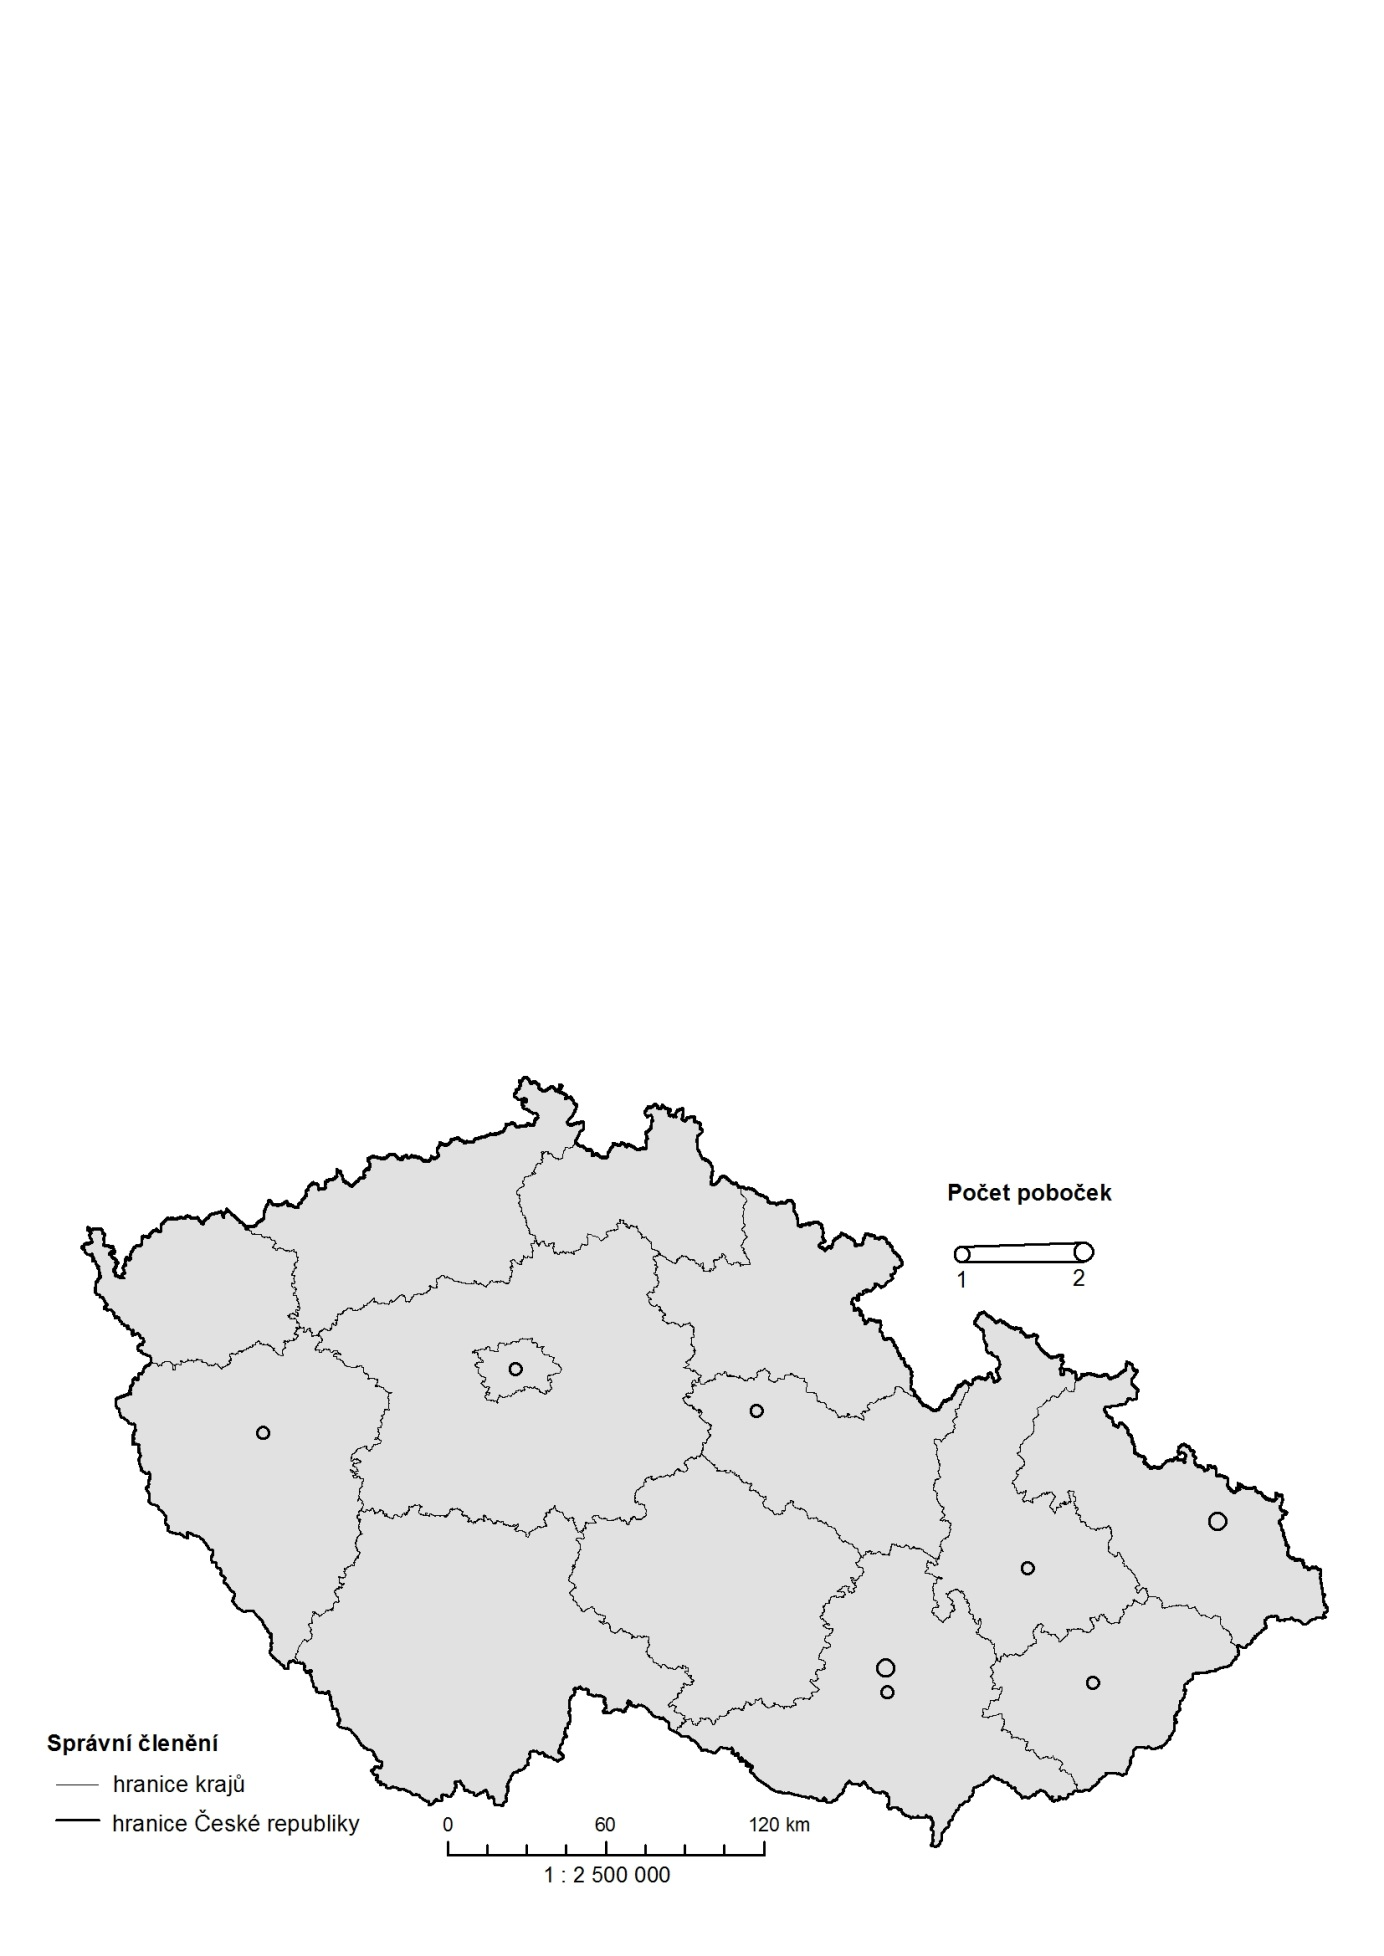 Počet poboček
1 2
Správní členění
hranice krajů
hranice České republiky
0 60 120 km
1 : 2 500 000